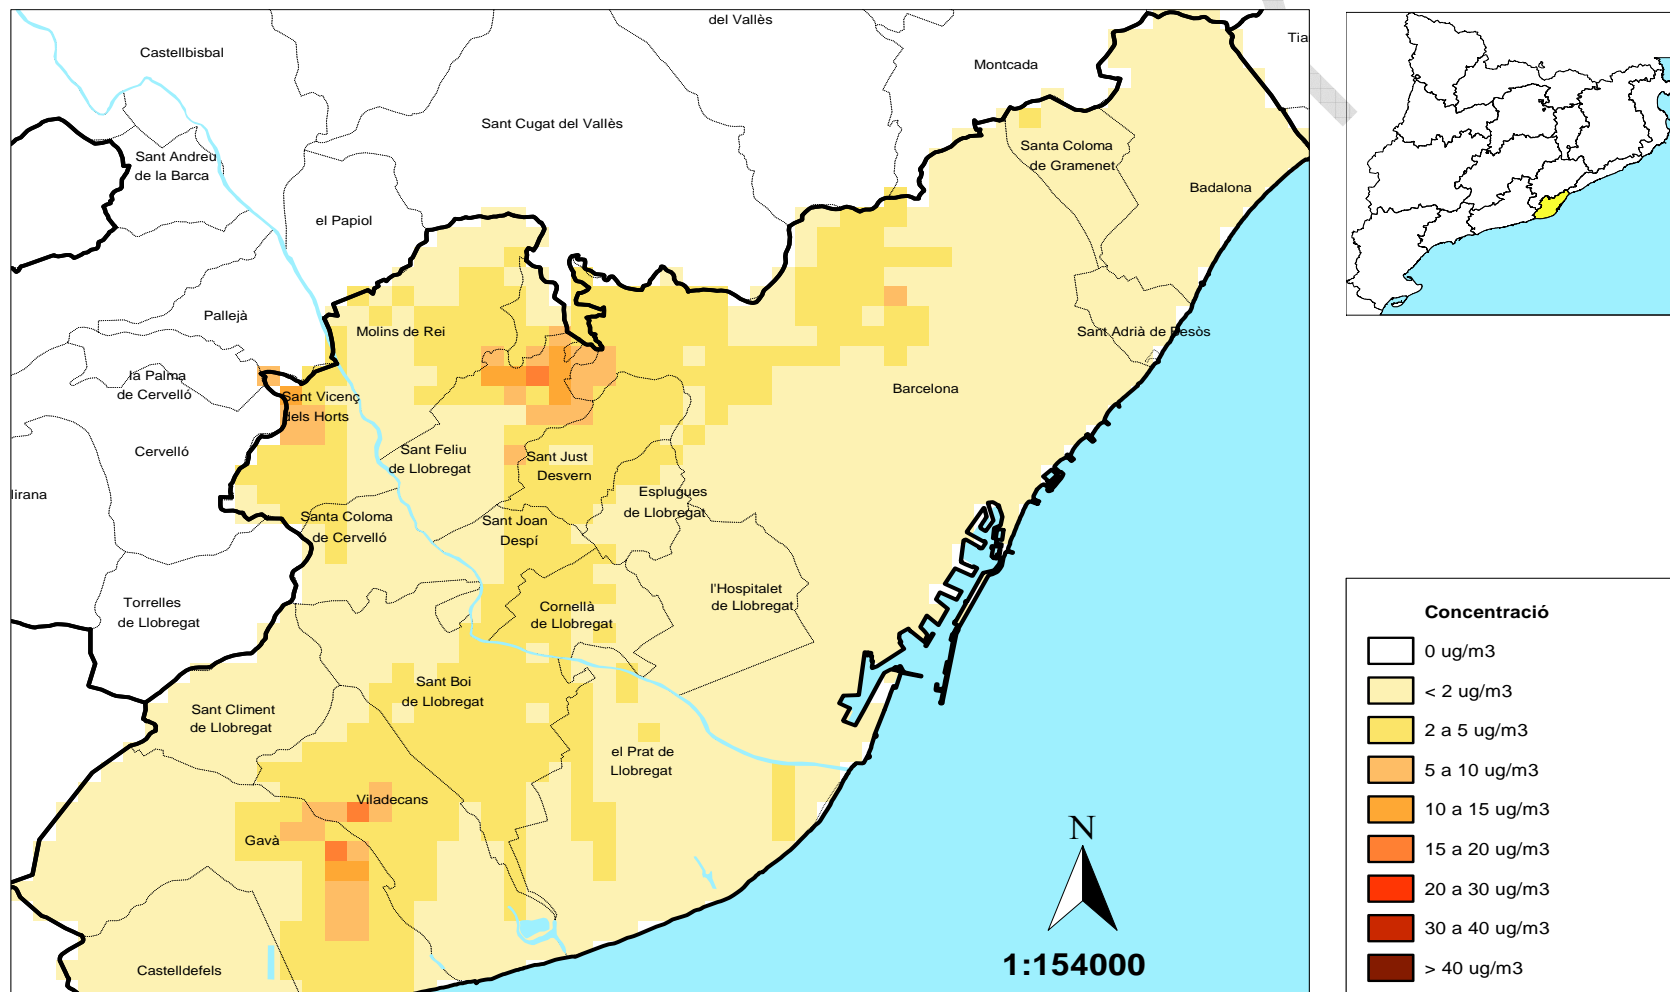 del Vallès
Tia
Castellbisbal
Montcada
Sant Cugat del Vallès
Santa Coloma
de Gramenet
Sant Andreu
de la Barca
Badalona
el Papiol
Pallejà
Molins de Rei
Sant Adrià de Besòs
la Palma
de Cervelló
Barcelona
Sant Vicenç
dels Horts
Cervelló
Sant Feliu
de Llobregat
Sant Just
Desvern
lirana
Esplugues
de Llobregat
Santa Coloma
de Cervelló
Sant Joan
Despí
l'Hospitalet
de Llobregat
Torrelles
de Llobregat
Cornellà
de Llobregat
Sant Boi
de Llobregat
Sant Climent
de Llobregat
el Prat de
Llobregat
Viladecans
Gavà
Castelldefels
N
1:154000
Concentració
0 ug/m3
< 2 ug/m3
2 a 5 ug/m3
5 a 10 ug/m3
10 a 15 ug/m3
15 a 20 ug/m3
20 a 30 ug/m3
30 a 40 ug/m3
> 40 ug/m3